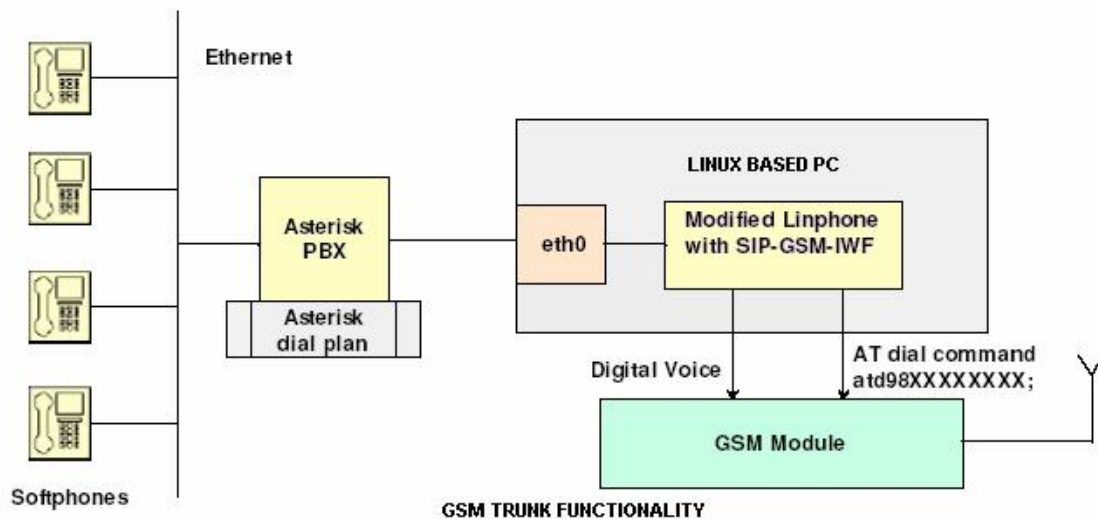 Ethernet
LINUX BASED PC
Asterisk
PBX
eth0
Modified Linphone
with SIP-GSM-IWF
Asterisk
dial plan
Digital Voice
AT dial command
atd98XXXXXXXX;
GSM Module
Softphones
GSM TRUNK FUNCTIONALITY